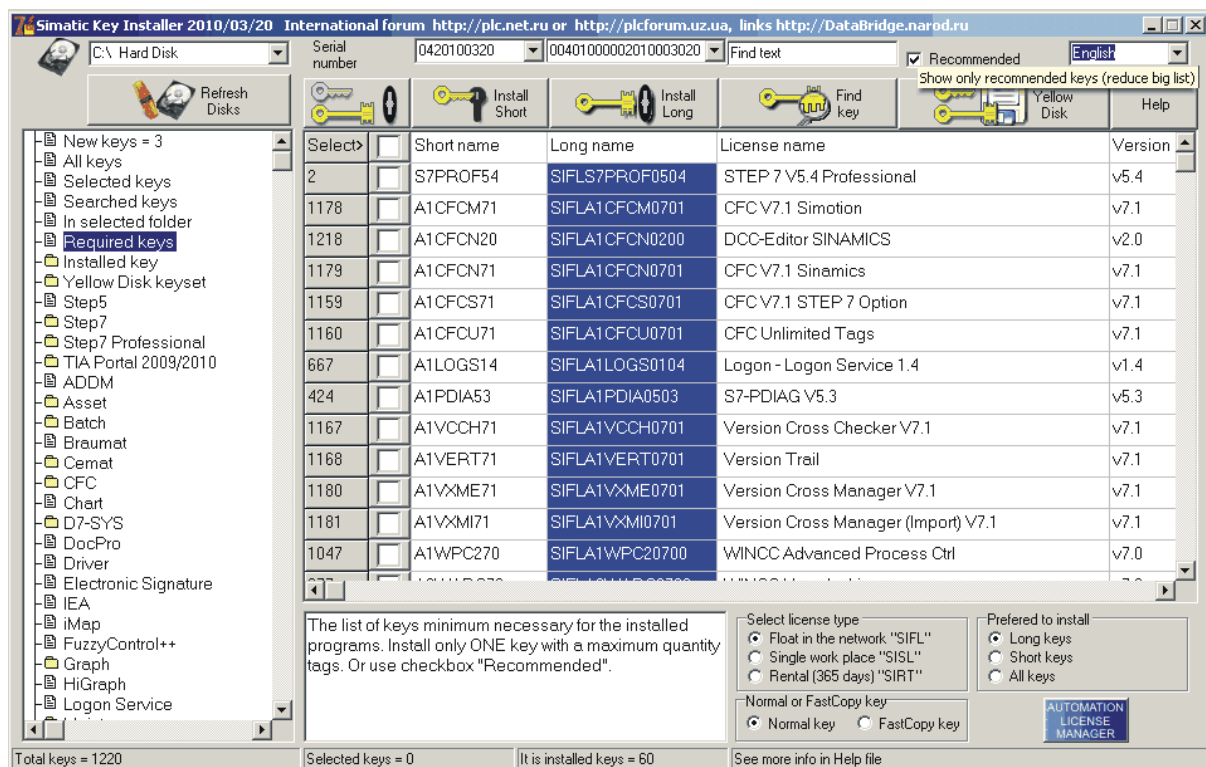 Simatic Key Installer 2010/03/20 International forum http://plc.net.ru or http://plcforum.uz.ua, links http://DataBridge.narod.ru
C:\ Hard Disk
Serial number
0420100320
00401000002010003020
Find text
Recommended
English
Show only recomnended keys (reduce big list)
Refresh Disks
Install Short
Install Long
Find key
Yellow Disk
Help
New keys = 3
All keys
Selected keys
Searched keys
In selected folder
Required keys
Installed key
Yellow Disk keyset
Step5
Step7
Step7 Professional
TIA Portal 2009/2010
ADDM
Asset
Batch
Braumat
Cemat
CFC
Chart
D7-SYS
DocPro
Driver
Electronic Signature
IEA
iMap
FuzzyControl++
Graph
HiGraph
Logon Service
Select> Short name Long name License name Version
2 S7PROF54 SIFLS7PROF0504 STEP 7 V5.4 Professional v5.4
1178 A1CFCM71 SIFLA1CFCM0701 CFC V7.1 Simotion v7.1
1218 A1CFCN20 SIFLA1CFCN0200 DCC-Editor SINAMICS v2.0
1179 A1CFCN71 SIFLA1CFCN0701 CFC V7.1 Sinamics v7.1
1159 A1CFCS71 SIFLA1CFCS0701 CFC V7.1 STEP 7 Option v7.1
1160 A1CFCU71 SIFLA1CFCU0701 CFC Unlimited Tags v7.1
667 A1LOGS14 SIFLA1LOGS0104 Logon - Logon Service 1.4 v1.4
424 A1PDIA53 SIFLA1PDIA0503 S7-PDIAG V5.3 v5.3
1167 A1VCCH71 SIFLA1VCCH0701 Version Cross Checker V7.1 v7.1
1168 A1VERT71 SIFLA1VERT0701 Version Trail v7.1
1180 A1VXME71 SIFLA1VXME0701 Version Cross Manager V7.1 v7.1
1181 A1VXMI71 SIFLA1VXMI0701 Version Cross Manager (Import) V7.1 v7.1
1047 A1WPC270 SIFLA1WPC20700 WINCC Advanced Process Ctrl v7.0
The list of keys minimum necessary for the installed
programs. Install only ONE key with a maximum quantity
tags. Or use checkbox "Recommended".
Select license type
Float in the network "SIFL"
Single work place "SISL"
Rental (365 days) "SIRT"
Prefered to install
Long keys
Short keys
All keys
Normal or FastCopy key
Normal key FastCopy key
AUTOMATION
LICENSE
MANAGER
Total keys = 1220
Selected keys = 0
It is installed keys = 60
See more info in Help file